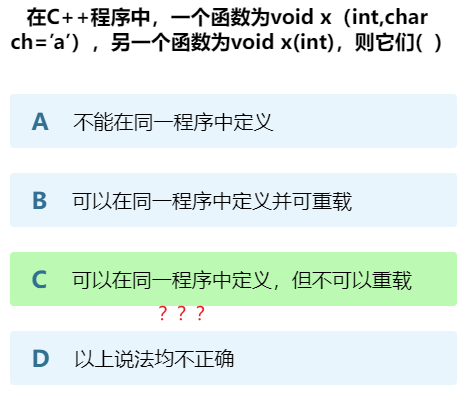 在C++程序中，一个函数为void x（int,char
ch=’a’），另一个函数为void x(int)，则它们(  )
A 不能在同一程序中定义
B 可以在同一程序中定义并可重载
C 可以在同一程序中定义，但不可以重载
？？？
D 以上说法均不正确